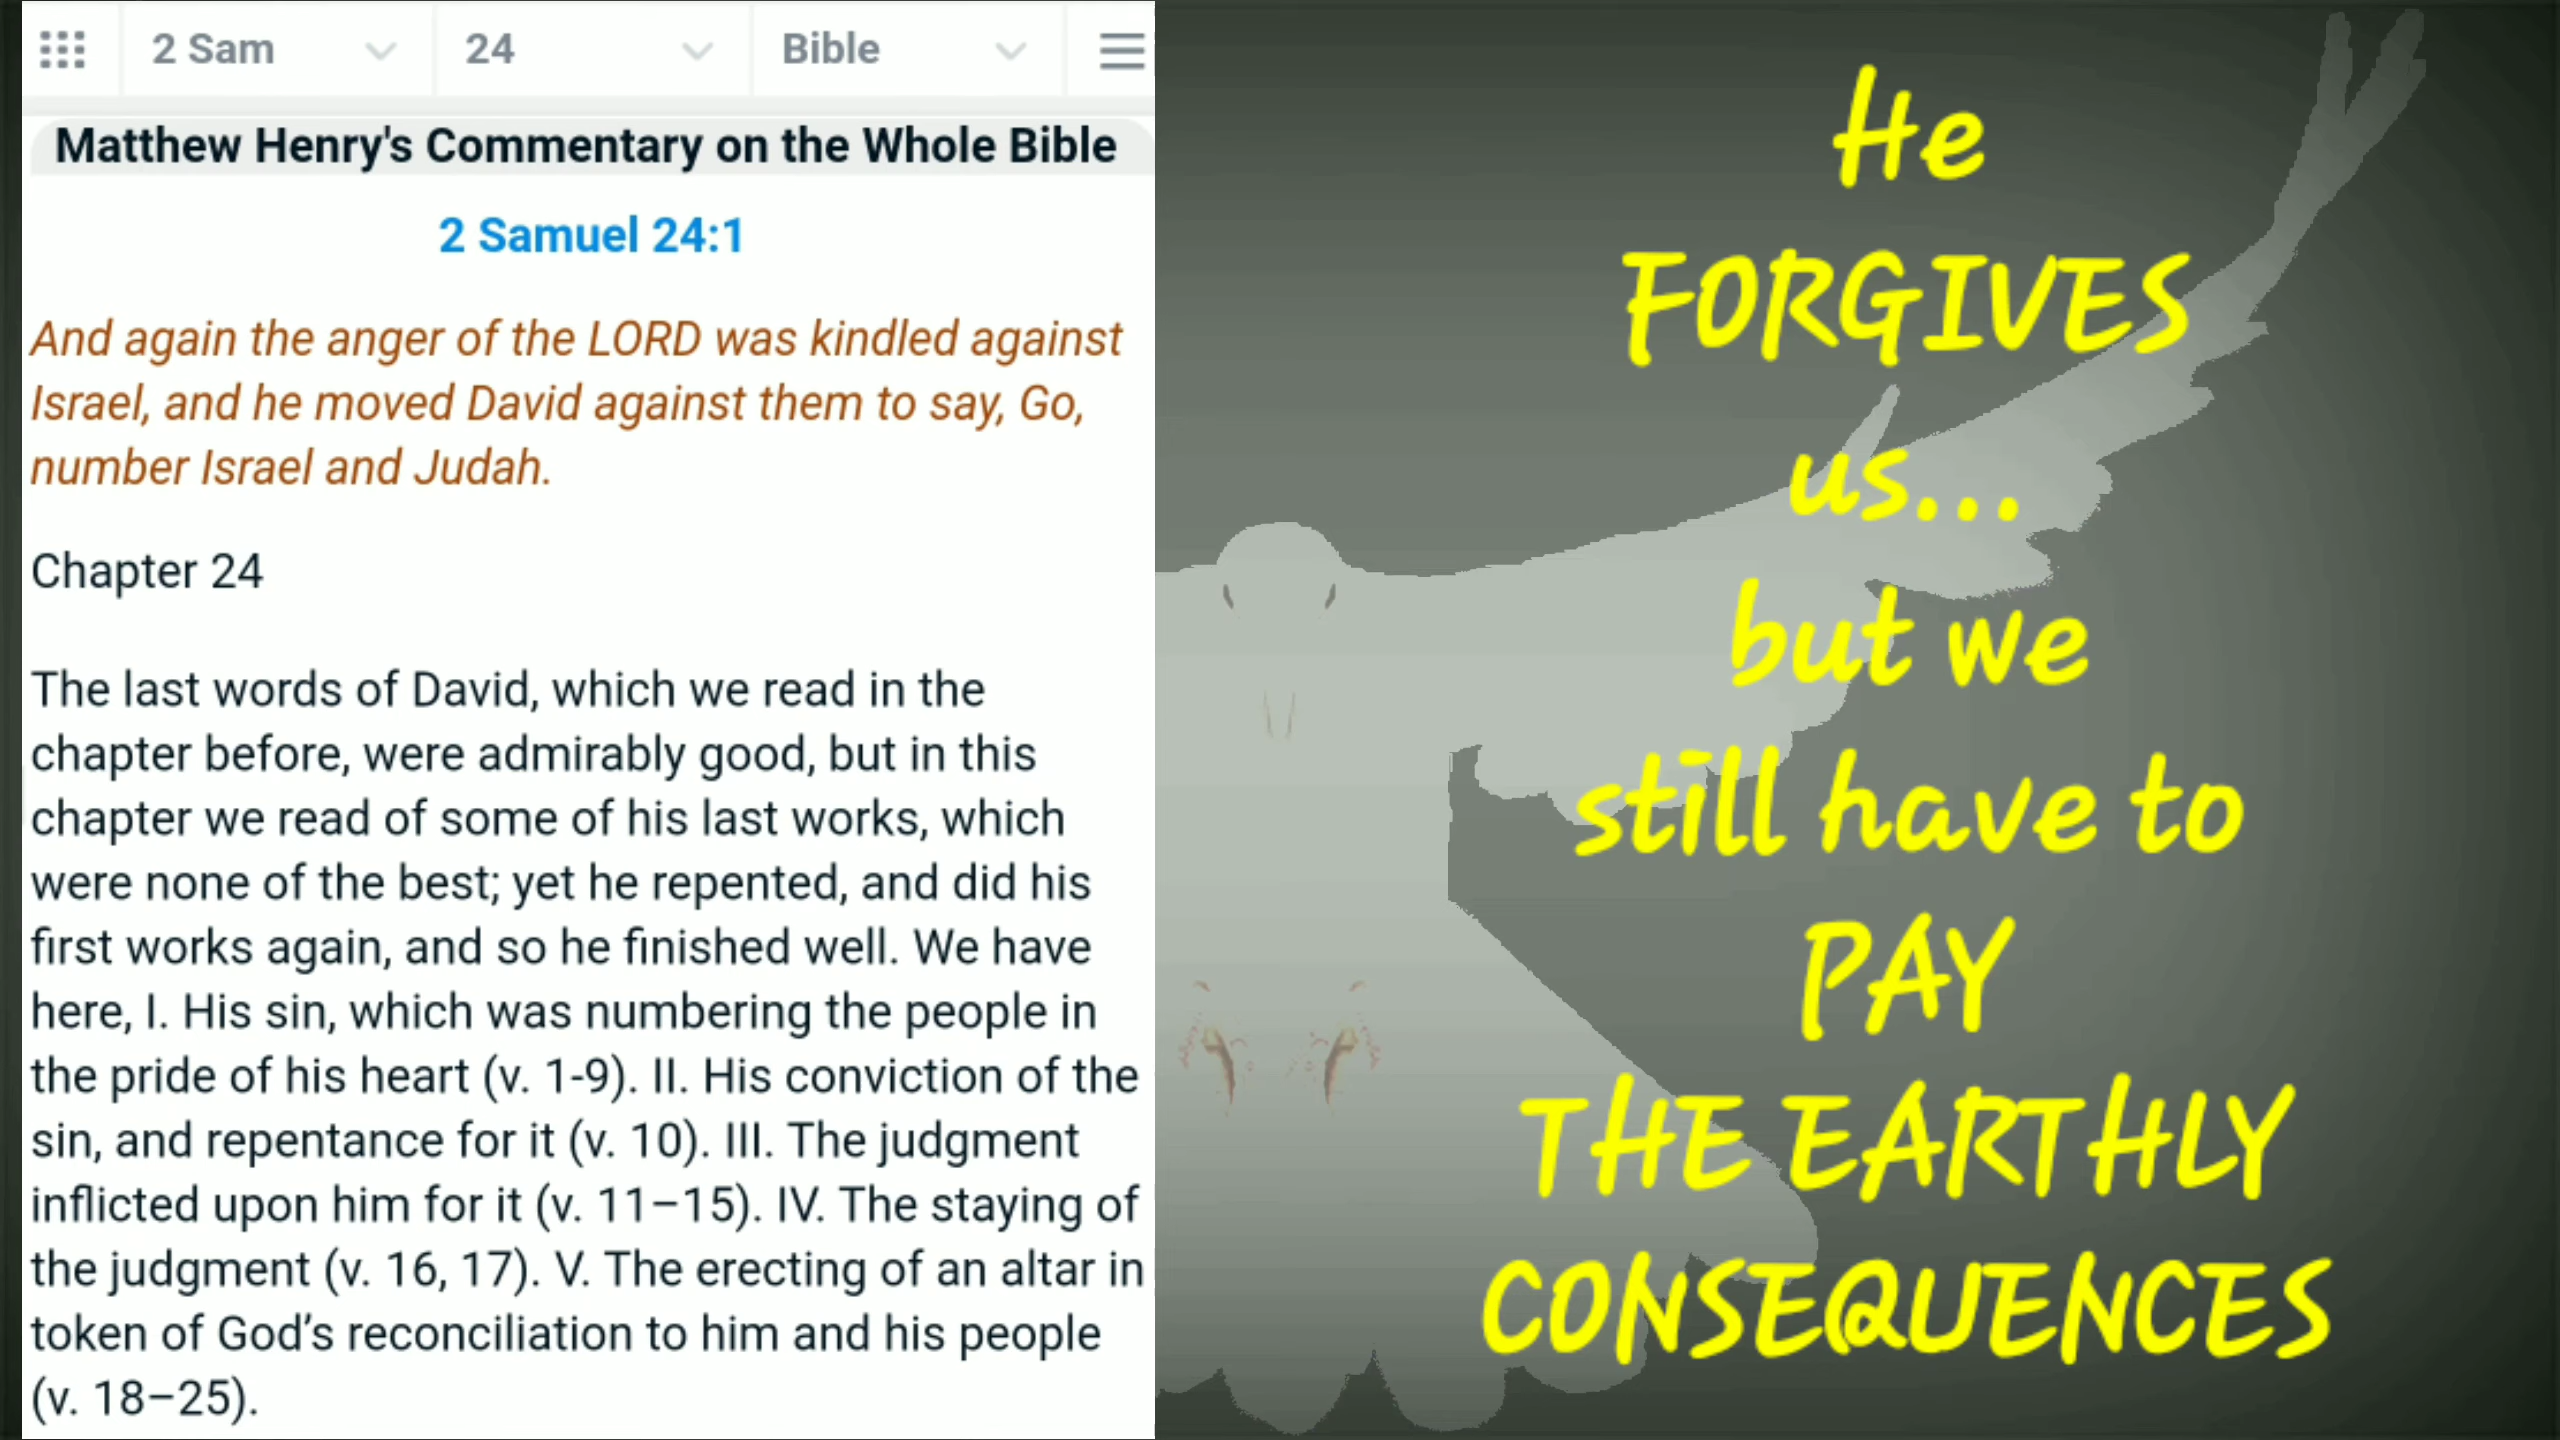 2 Sam
24
Bible
Matthew Henry's Commentary on the Whole Bible
2 Samuel 24:1
And again the anger of the LORD was kindled against
Israel, and he moved David against them to say, Go,
number Israel and Judah.
Chapter 24
The last words of David, which we read in the
chapter before, were admirably good, but in this
chapter we read of some of his last works, which
were none of the best; yet he repented, and did his
first works again, and so he finished well. We have
here, I. His sin, which was numbering the people in
the pride of his heart (v. 1-9). II. His conviction of the
sin, and repentance for it (v. 10). III. The judgment
inflicted upon him for it (v. 11–15). IV. The staying of
the judgment (v. 16, 17). V. The erecting of an altar in
token of God’s reconciliation to him and his people
(v. 18–25).
He
FORGIVES
us...
but we
still have to
PAY
THE EARTHLY
CONSEQUENCES